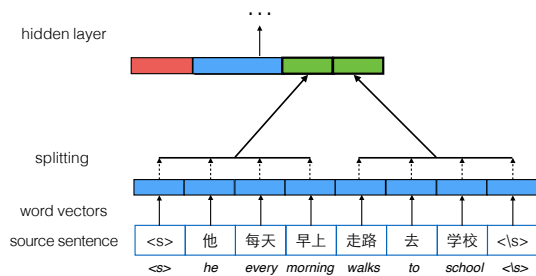 ...
hidden layer
splitting
word vectors
source sentence <s> 他 每天 早上 走路 去 学校 <\s>
<s> he every morning walks to school <\s>